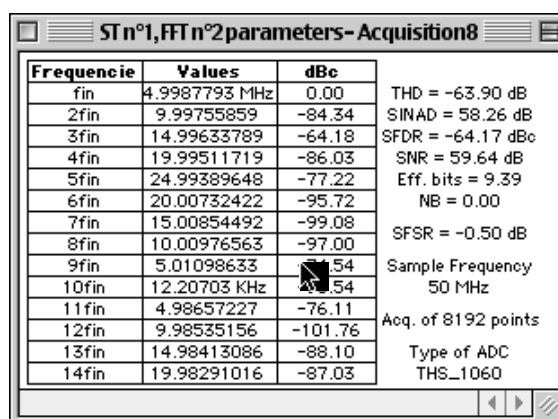 STn°1,FFTn°2parameters-Acquisition8
Frequencie Values dBc
fin 4.9987793 MHz 0.00
2fin 9.99755859 -84.34
3fin 14.99633789 -64.18
4fin 19.99511719 -86.03
5fin 24.99389648 -77.22
6fin 20.00732422 -95.72
7fin 15.00854492 -99.08
8fin 10.00976563 -97.00
9fin 5.01098633
10fin 12.20703 KHz
11fin 4.98657227 -76.11
12fin 9.98535156 -101.76
13fin 14.98413086 -88.10
14fin 19.98291016 -87.03
THD = -63.90 dB
SINAD = 58.26 dB
SFDR = -64.17 dBc
SNR = 59.64 dB
Eff. bits = 9.39
NB = 0.00
SFSR = -0.50 dB
Sample Frequency
50 MHz
Acq. of 8192 points
Type of ADC
THS_1060